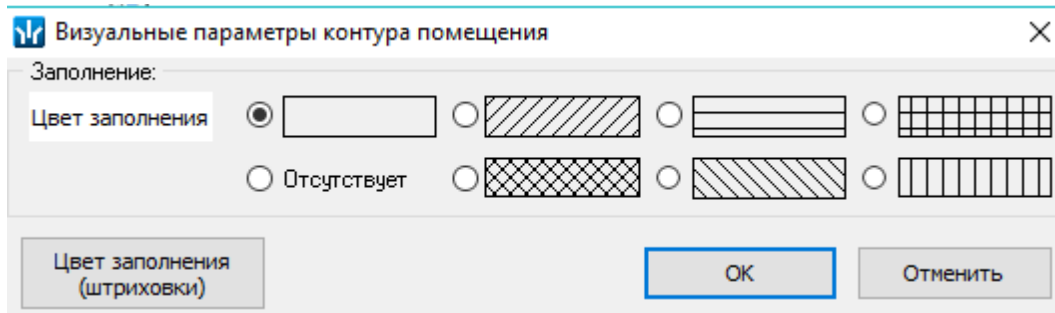 Визуальные параметры контура помещения
Заполнение:
Цвет заполнения
Отсутствует
Цвет заполнения
(штриховки)
ОК
Отменить